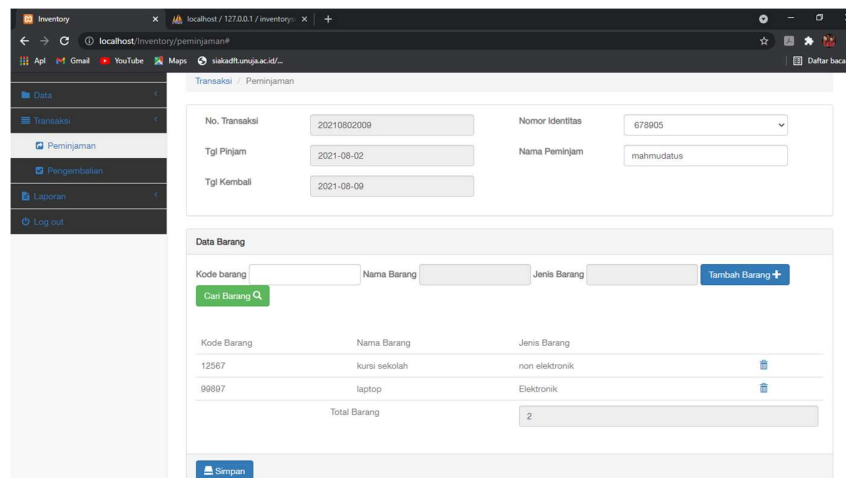 Inventory
localhost / 127.0.0.1 / inventorys
localhost/Inventory/peminjaman#
Apl Gmail YouTube Maps siakadft.unuja.ac.id/... Daftar baca
Transaksi / Peminjaman
Data
Transaksi
Peminjaman
Pengembalian
Laporan
Log out
No. Transaksi 20210802009 Nomor Identitas 678905
Tgl Pinjam 2021-08-02 Nama Peminjam mahmudatus
Tgl Kembali 2021-08-09
Data Barang
Kode barang Nama Barang Jenis Barang Tambah Barang
Cari Barang
Kode Barang Nama Barang Jenis Barang
12567 kursi sekolah non elektronik
99897 laptop Elektronik
Total Barang 2
Simpan